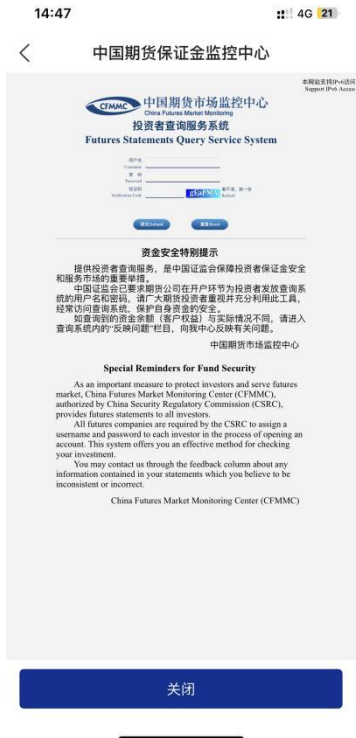 14:47
4G 21
中国期货保证金监控中心
本网站支持IPv6访问
Support IPv6 Access
CFMMC 中国期货市场监控中心
China Futures Market Monitoring
投资者查询服务系统
Futures Statements Query Service System
用户名
Username
密 码
Password
验证码
Verification Code
看不清，换一张
Refresh
提交Submit 重置Reset
资金安全特别提示
提供投资者查询服务，是中国证监会保障投资者保证金安全
和服务市场的重要举措。
中国证监会已要求期货公司在开户环节为投资者发放查询系
统的用户名和密码，请广大期货投资者重视并充分利用此工具，
经常访问查询系统，保护自身资金的安全。
如查询到的资金余额（客户权益）与实际情况不同，请进入
查询系统内的“反映问题”栏目，向我中心反映有关问题。
中国期货市场监控中心
Special Reminders for Fund Security
As an important measure to protect investors and serve futures
market, China Futures Market Monitoring Center (CFMMC),
authorized by China Security Regulatory Commission (CSRC),
provides futures statements to all investors.
All futures companies are required by the CSRC to assign a
username and password to each investor in the process of opening an
account. This system offers you an effective method for checking
your investment.
You may contact us through the feedback column about any
information contained in your statements which you believe to be
inconsistent or incorrect.
China Futures Market Monitoring Center (CFMMC)
关闭